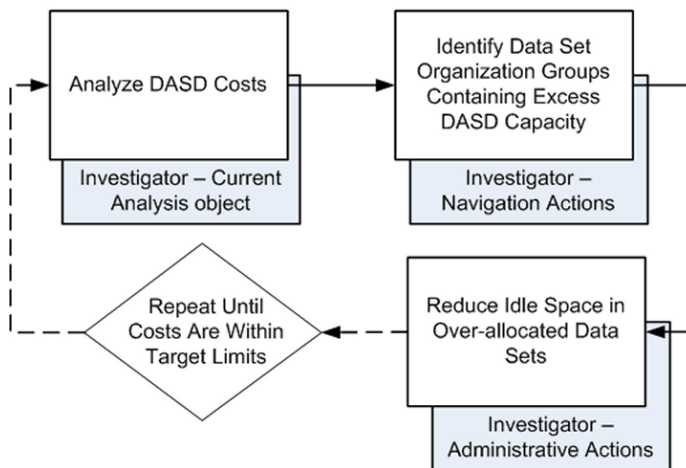 Analyze DASD Costs
Investigator – Current
Analysis object
Identify Data Set
Organization Groups
Containing Excess
DASD Capacity
Investigator –
Navigation Actions
Reduce Idle Space in
Over-allocated Data
Sets
Investigator –
Administrative Actions
Repeat Until
Costs Are Within
Target Limits